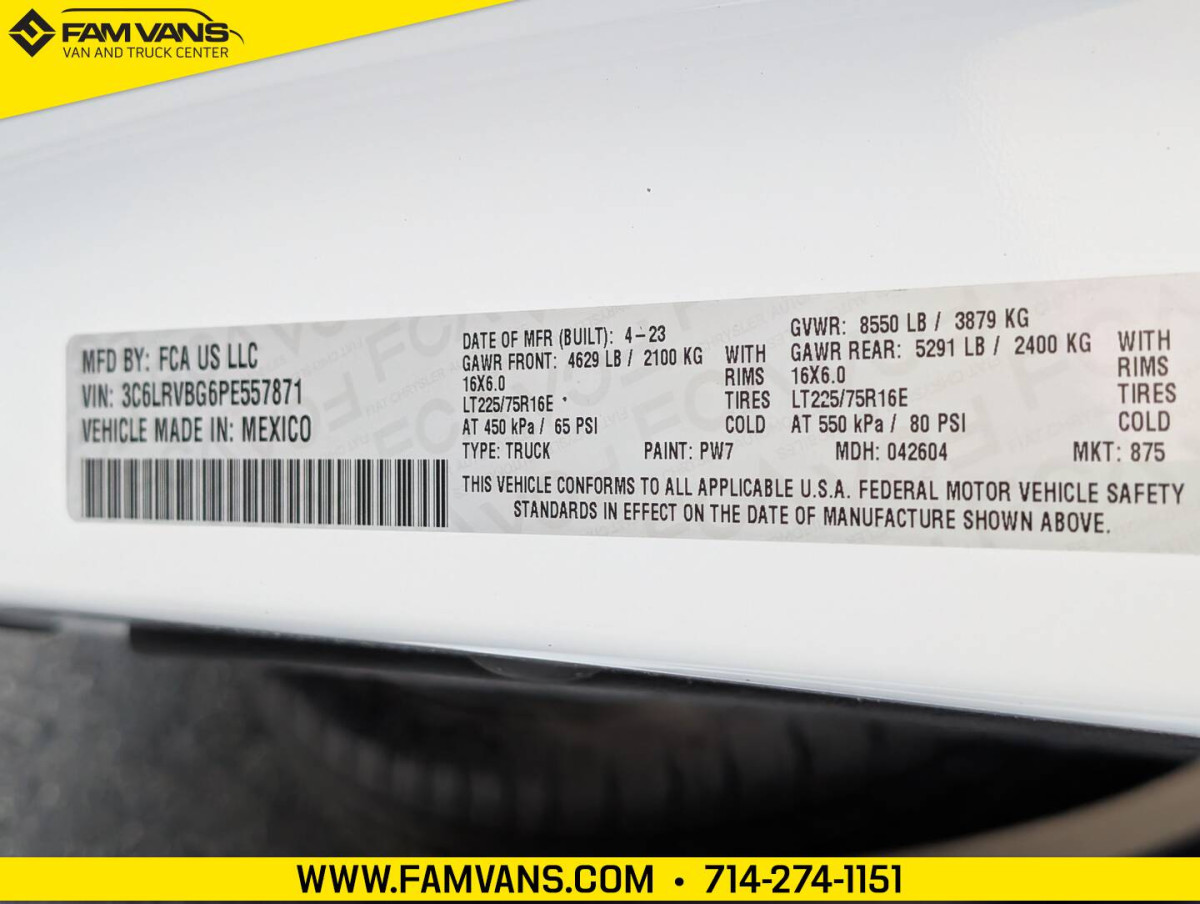 FAM VANS
VAN AND TRUCK CENTER
MFD BY: FCA US LLC
VIN: 3C6LRVBG6PE557871
VEHICLE MADE IN: MEXICO
DATE OF MFR (BUILT): 4-23
GAWR FRONT: 4629 LB / 2100 KG WITH
16X6.0 RIMS
LT225/75R16E TIRES
AT 450 kPa / 65 PSI COLD
GVWR: 8550 LB / 3879 KG
GAWR REAR: 5291 LB / 2400 KG WITH
16X6.0 RIMS
LT225/75R16E TIRES
AT 550 kPa / 80 PSI COLD
TYPE: TRUCK PAINT: PW7 MDH: 042604 MKT: 875
THIS VEHICLE CONFORMS TO ALL APPLICABLE U.S.A. FEDERAL MOTOR VEHICLE SAFETY
STANDARDS IN EFFECT ON THE DATE OF MANUFACTURE SHOWN ABOVE.
WWW.FAMVANS.COM • 714-274-1151